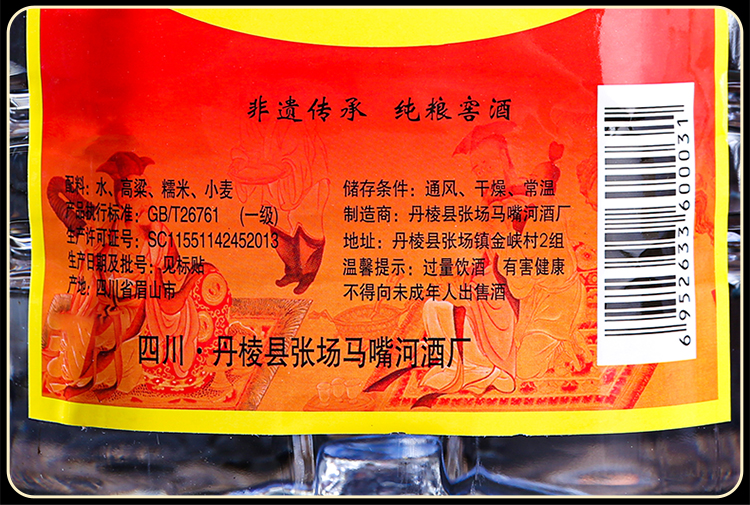 非遗传承 纯粮窖酒
配料：水、高粱、糯米、小麦
产品执行标准：GB/T26761 （一级）
生产许可证号：SC11551142452013
生产日期及批号：见标贴
产地：四川省眉山市
储存条件：通风、干燥、常温
制造商：丹棱县张场马嘴河酒厂
地址：丹棱县张场镇金峡村2组
温馨提示：过量饮酒 有害健康
不得向未成年人出售酒
6952633600031
四川·丹棱县张场马嘴河酒厂